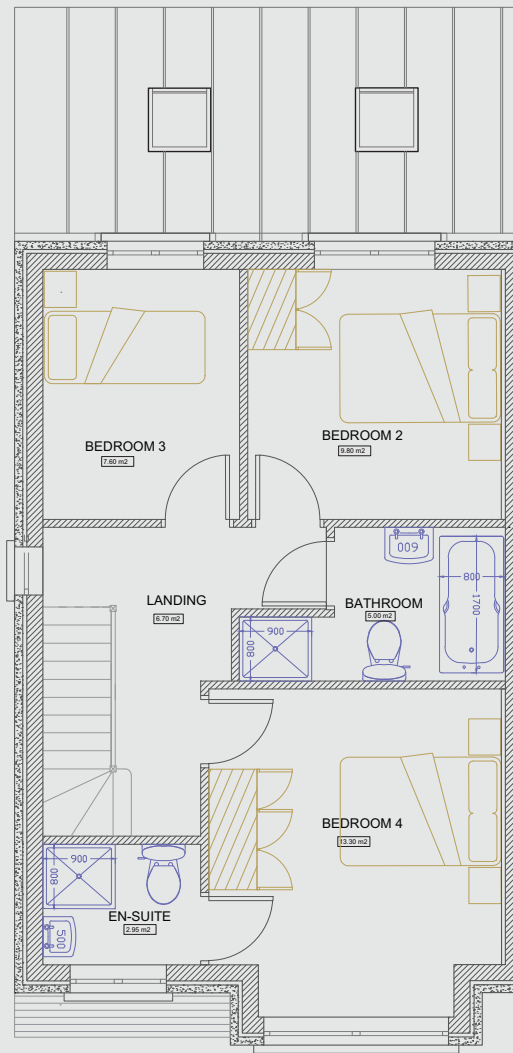 BEDROOM 3
7.60 m2
BEDROOM 2
9.80 m2
600
800
1700
LANDING
6.70 m2
BATHROOM
5.00 m2
900
800
BEDROOM 4
13.30 m2
900
800
EN-SUITE
2.95 m2
500